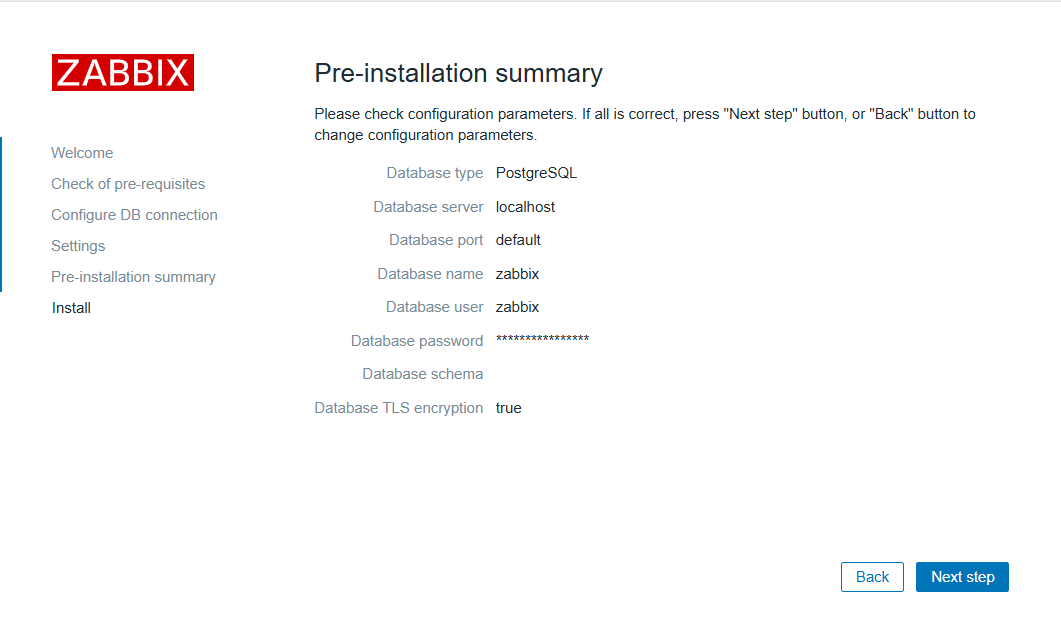 ZABBIX
Welcome
Check of pre-requisites
Configure DB connection
Settings
Pre-installation summary
Install
Pre-installation summary
Please check configuration parameters. If all is correct, press "Next step" button, or "Back" button to
change configuration parameters.
Database type PostgreSQL
Database server localhost
Database port default
Database name zabbix
Database user zabbix
Database password ****************
Database schema
Database TLS encryption true
Back Next step